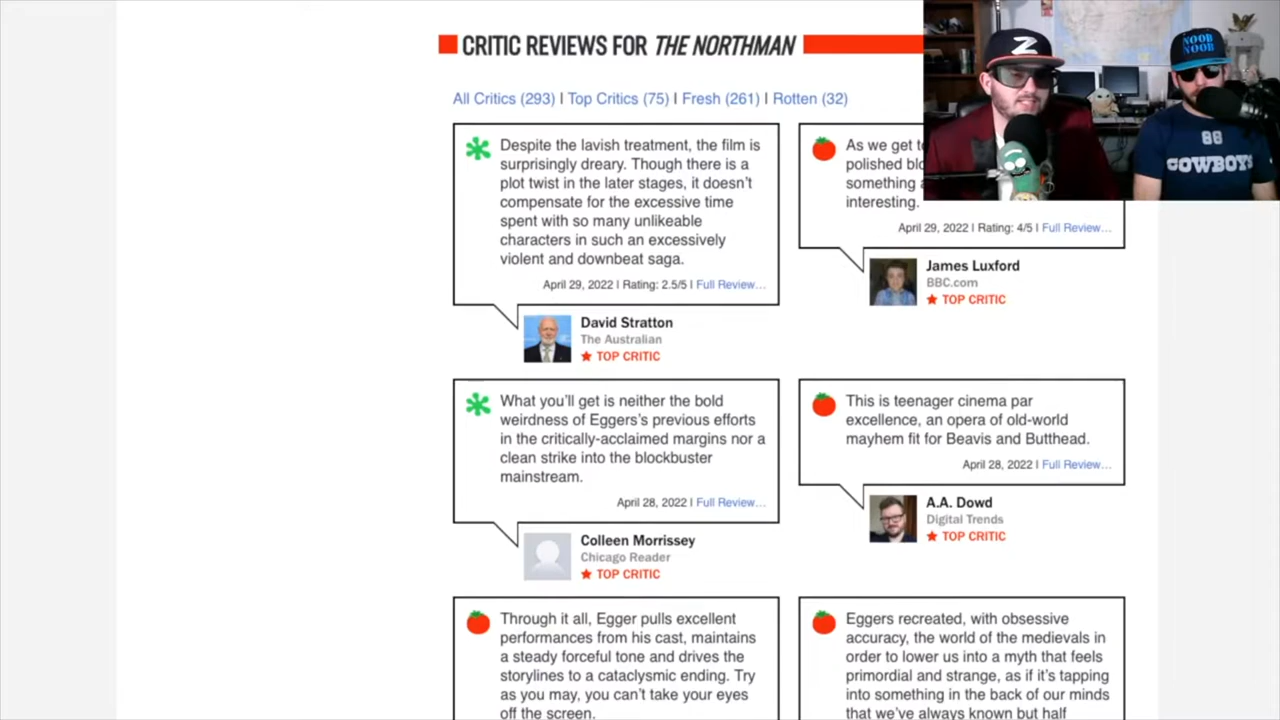 CRITIC REVIEWS FOR THE NORTHMAN
All Critics (293) | Top Critics (75) | Fresh (261) | Rotten (32)
Despite the lavish treatment, the film is
surprisingly dreary. Though there is a
plot twist in the later stages, it doesn't
compensate for the excessive time
spent with so many unlikeable
characters in such an excessively
violent and downbeat saga.
April 29, 2022 | Rating: 2.5/5 | Full Review...
David Stratton
The Australian
TOP CRITIC
As we get t
polished blo
something a
interesting.
April 29, 2022 | Rating: 4/5 | Full Review...
James Luxford
BBC.com
TOP CRITIC
What you'll get is neither the bold
weirdness of Eggers's previous efforts
in the critically-acclaimed margins nor a
clean strike into the blockbuster
mainstream.
April 28, 2022 | Full Review...
Colleen Morrissey
Chicago Reader
TOP CRITIC
This is teenager cinema par
excellence, an opera of old-world
mayhem fit for Beavis and Butthead.
April 28, 2022 | Full Review...
A.A. Dowd
Digital Trends
TOP CRITIC
Through it all, Egger pulls excellent
performances from his cast, maintains
a steady forceful tone and drives the
storylines to a cataclysmic ending. Try
as you may, you can't take your eyes
off the screen.
Eggers recreated, with obsessive
accuracy, the world of the medievals in
order to lower us into a myth that feels
primordial and strange, as if it's tapping
into something in the back of our minds
that we've always known but half
Z
NOOB
NOOB
88
COWBOYS